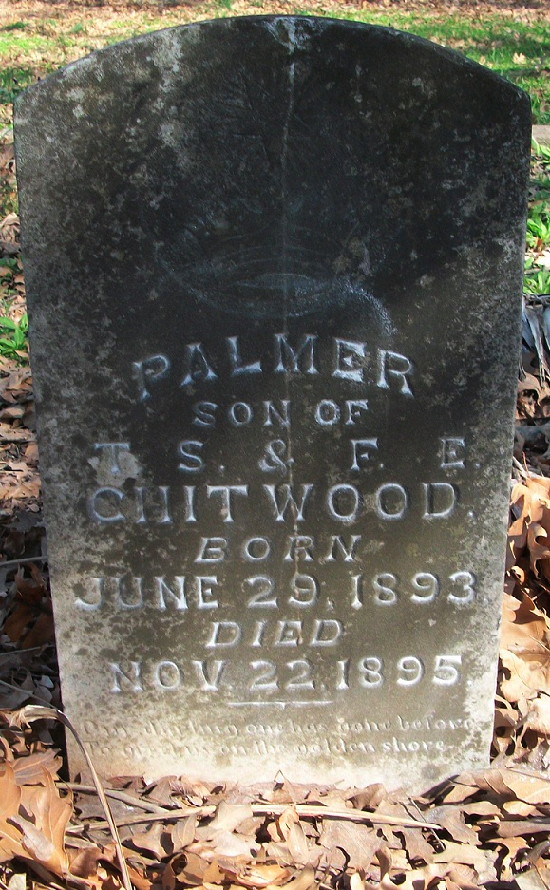 PALMER
SON OF
T. S. & F. E.
CHITWOOD.
BORN
JUNE 29, 1893
DIED
NOV. 22, 1895
Our darling one has gone before
To greet us on the golden shore.